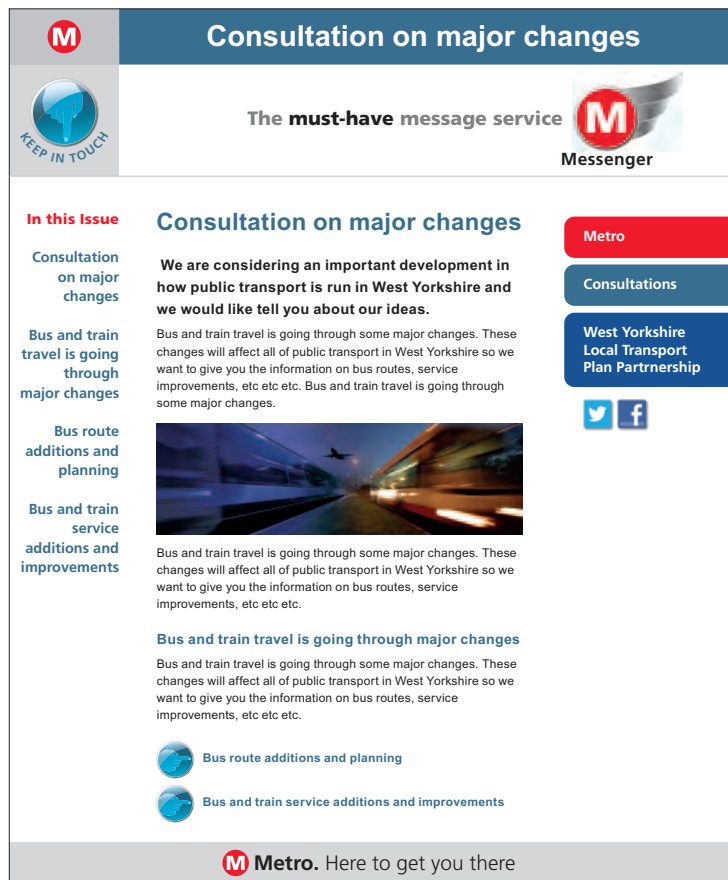 M
Consultation on major changes
KEEP IN TOUCH
The must-have message service
M
Messenger
In this Issue
Consultation
on major
changes
Bus and train
travel is going
through
major changes
Bus route
additions and
planning
Bus and train
service
additions and
improvements
Consultation on major changes
We are considering an important development in
how public transport is run in West Yorkshire and
we would like tell you about our ideas.
Bus and train travel is going through some major changes. These
changes will affect all of public transport in West Yorkshire so we
want to give you the information on bus routes, service
improvements, etc etc etc. Bus and train travel is going through
some major changes.
Bus and train travel is going through some major changes. These
changes will affect all of public transport in West Yorkshire so we
want to give you the information on bus routes, service
improvements, etc etc etc.
Bus and train travel is going through major changes
Bus and train travel is going through some major changes. These
changes will affect all of public transport in West Yorkshire so we
want to give you the information on bus routes, service
improvements, etc etc etc.
Bus route additions and planning
Bus and train service additions and improvements
Metro
Consultations
West Yorkshire
Local Transport
Plan Partrnership
M Metro. Here to get you there